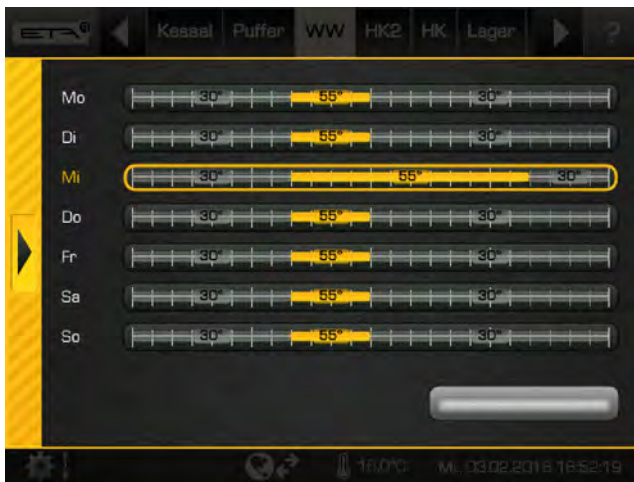 ETA Kessel Puffer WW HK2 HK Lager ?
Mo 30° 55° 30°
Di 30° 55° 30°
Mi 30° 55° 30°
Do 30° 55° 30°
Fr 30° 55° 30°
Sa 30° 55° 30°
So 30° 55° 30°
16,0°C Mi. 03.02.2016 16:52:19